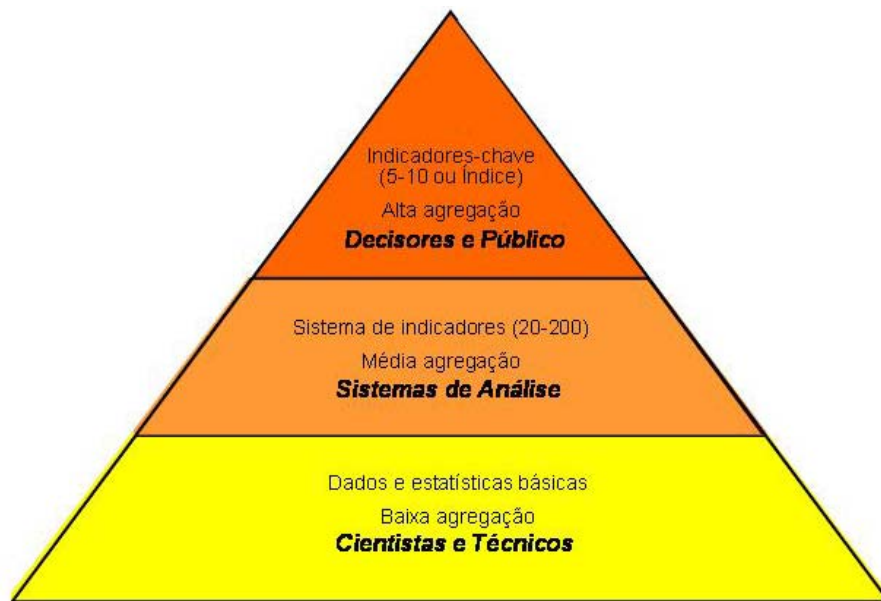 Indicadores-chave
(5-10 ou Índice)
Alta agregação
Decisores e Público
Sistema de indicadores (20-200)
Média agregação
Sistemas de Análise
Dados e estatísticas básicas
Baixa agregação
Cientistas e Técnicos